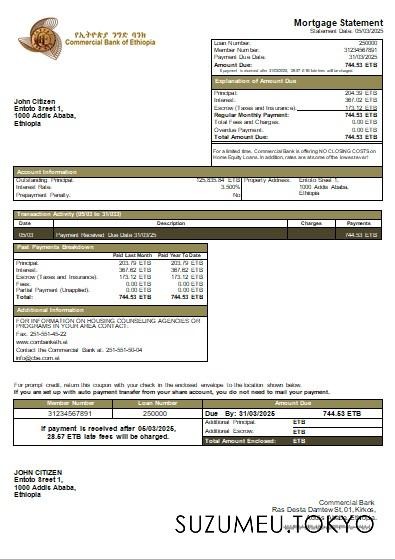 የኢትዮጵያ ንግድ ባንክ
Commercial Bank of Ethiopia
Mortgage Statement
Statement Date: 05/03/2025
Loan Number: 250000
Member Number: 31234567891
Payment Due Date: 31/03/2025
Amount Due: 744.53 ETB
If payment is received after 31/03/2025, 28.57 ETB late fees will be charged.
Explanation of Amount Due
Principal: 204.39 ETB
Interest: 367.02 ETB
Escrow (Taxes and Insurance): 173.12 ETB
Regular Monthly Payment: 744.53 ETB
Total Fees and Charges: 0.00 ETB
Overdue Payment: 0.00 ETB
Total Amount Due: 744.53 ETB
John Citizen
Entoto Sreet 1,
1000 Addis Ababa,
Ethiopia
For a limited time, Commercial Bank is offering NO CLOSING COSTS on
Home Equity Loans. In addition, rates are at some of the lowest ever!
Account Information
Outstanding Principal: 125,835.84 ETB Property Address: Entoto Sreet 1,
Interest Rate: 3.500% 1000 Addis Ababa,
Prepayment Penalty: No Ethiopia
Transaction Activity (05/03 to 31/03)
Date Description Charges Payments
05/03 Payment Received Due Date 31/03/25 744.53 ETB
Past Payments Breakdown
Paid Last Month Paid Year To Date
Principal: 203.79 ETB 203.79 ETB
Interest: 367.62 ETB 367.62 ETB
Escrow (Taxes and Insurance): 173.12 ETB 173.12 ETB
Fees: 0.00 ETB 0.00 ETB
Partial Payment (Unapplied): 0.00 ETB 0.00 ETB
Total: 744.53 ETB 744.53 ETB
Additional Information
FOR INFORMATION ON HOUSING COUNSELING AGENCIES OR
PROGRAMS IN YOUR AREA CONTACT:
Fax. 251-551-45-22
www.combanketh.et
Contact the Commercial Bank at: 251-551-50-04
info@cbe.com.et
For prompt credit, return this coupon with your check in the enclosed envelope to the location shown below.
If you are set up with auto payment transfer from your share account, you do not need to mail your payment.
Member Number Loan Number Amount Due
31234567891 250000 Due By: 31/03/2025 744.53 ETB
If payment is received after 05/03/2025,
28.57 ETB late fees will be charged.
Additional Principal: ETB
Additional Escrow: ETB
Total Amount Enclosed: ETB
JOHN CITIZEN
Entoto Sreet 1,
1000 Addis Ababa,
Ethiopia
Commercial Bank
Ras Desta Damtew St, 01, Kirkos,
SUZUMEU.TOKYO